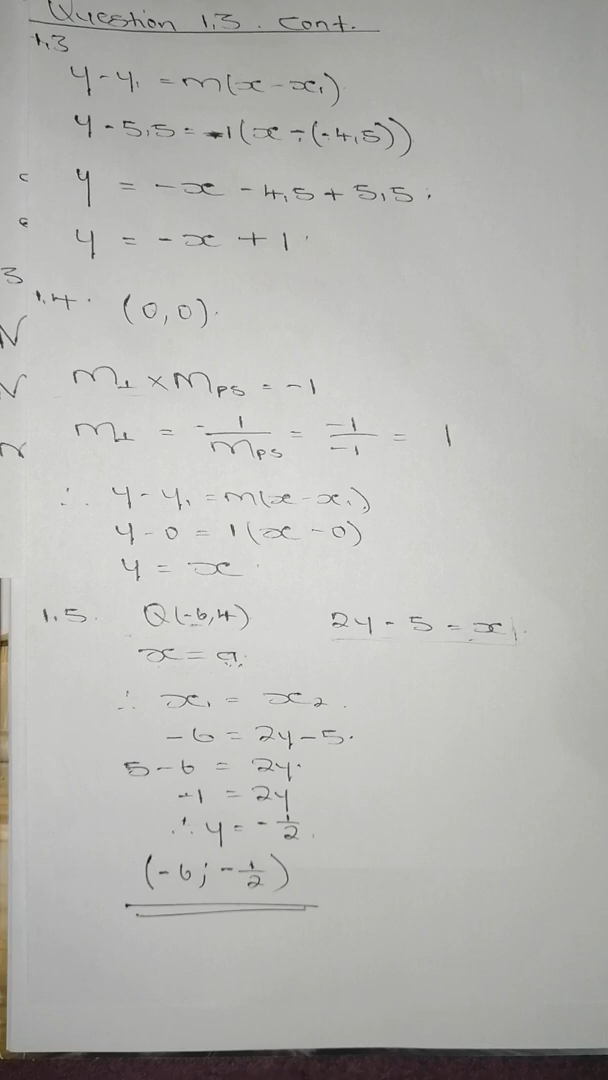 Question 1.3. cont.
1.3
y - y₁ = m(x - x₁)
y - 5,5 = -1(x - (-4,5))
y = -x - 4,5 + 5,5.
y = -x + 1.
3
1.4. (0,0).
m⊥ × mPS = -1
m⊥ = -1/mPS = -1/-1 = 1
∴ y - y₁ = m(x - x₁)
y - 0 = 1(x - 0)
y = x.
1.5. Q(-6,4) 2y - 5 = x
x = a.
∴ x₁ = x₂.
-6 = 2y - 5.
5 - 6 = 2y.
-1 = 2y
∴ y = -1/2.
(-6; -1/2)